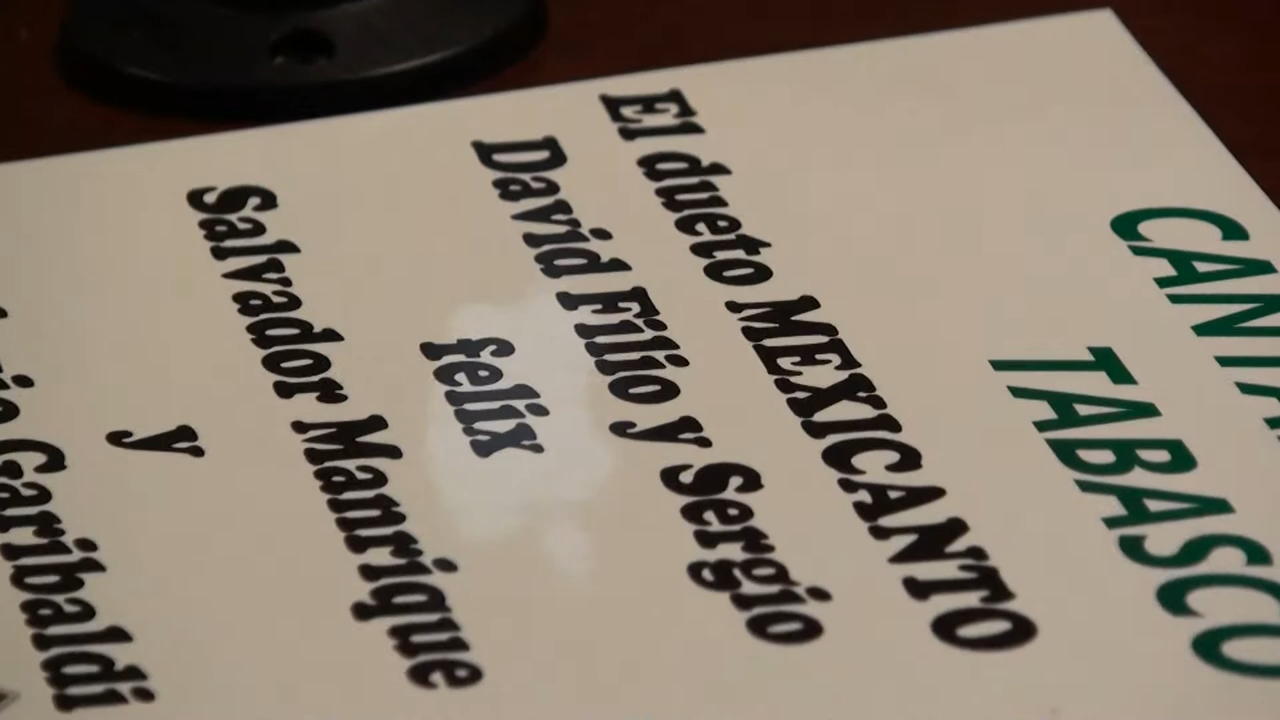 TABASCO
El dueto MEXICANTO
David Filio y Sergio
felix
Salvador Manrique
y
Garibaldi